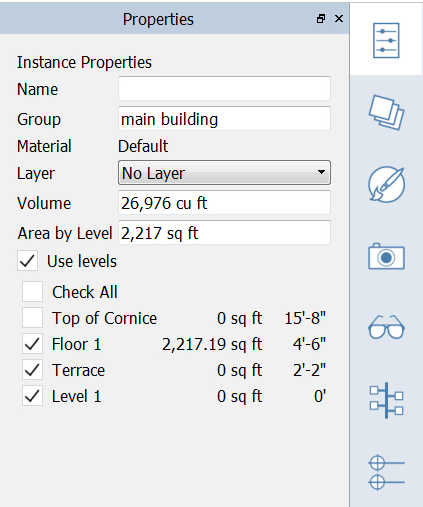 Properties
Instance Properties
Name
Group main building
Material Default
Layer No Layer
Volume 26,976 cu ft
Area by Level 2,217 sq ft
Use levels
Check All
Top of Cornice 0 sq ft 15'-8"
Floor 1 2,217.19 sq ft 4'-6"
Terrace 0 sq ft 2'-2"
Level 1 0 sq ft 0'